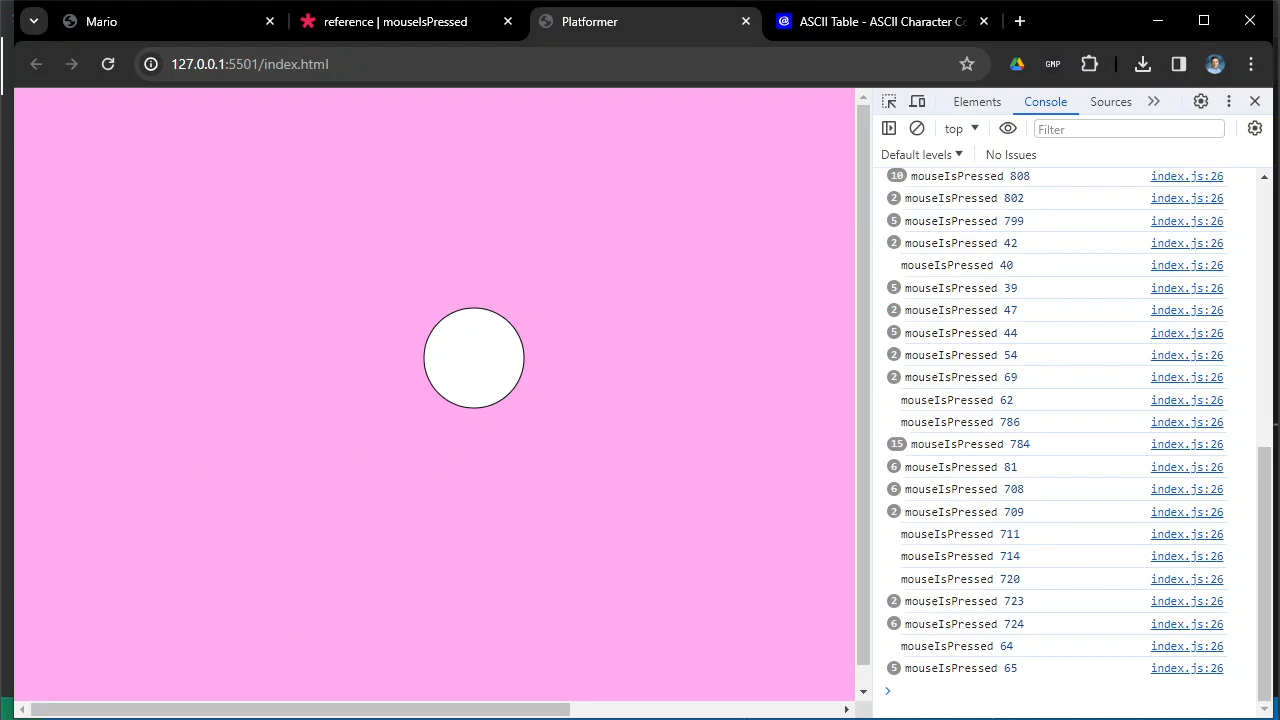 Mario
reference | mouseIsPressed
Platformer
ASCII Table - ASCII Character Co
127.0.0.1:5501/index.html
GMP
Elements Console Sources
top Filter
Default levels No Issues
10 mouseIsPressed 808 index.js:26
2 mouseIsPressed 802 index.js:26
5 mouseIsPressed 799 index.js:26
2 mouseIsPressed 42 index.js:26
mouseIsPressed 40 index.js:26
5 mouseIsPressed 39 index.js:26
2 mouseIsPressed 47 index.js:26
5 mouseIsPressed 44 index.js:26
2 mouseIsPressed 54 index.js:26
2 mouseIsPressed 69 index.js:26
mouseIsPressed 62 index.js:26
mouseIsPressed 786 index.js:26
15 mouseIsPressed 784 index.js:26
6 mouseIsPressed 81 index.js:26
6 mouseIsPressed 708 index.js:26
2 mouseIsPressed 709 index.js:26
mouseIsPressed 711 index.js:26
mouseIsPressed 714 index.js:26
mouseIsPressed 720 index.js:26
2 mouseIsPressed 723 index.js:26
6 mouseIsPressed 724 index.js:26
mouseIsPressed 64 index.js:26
5 mouseIsPressed 65 index.js:26